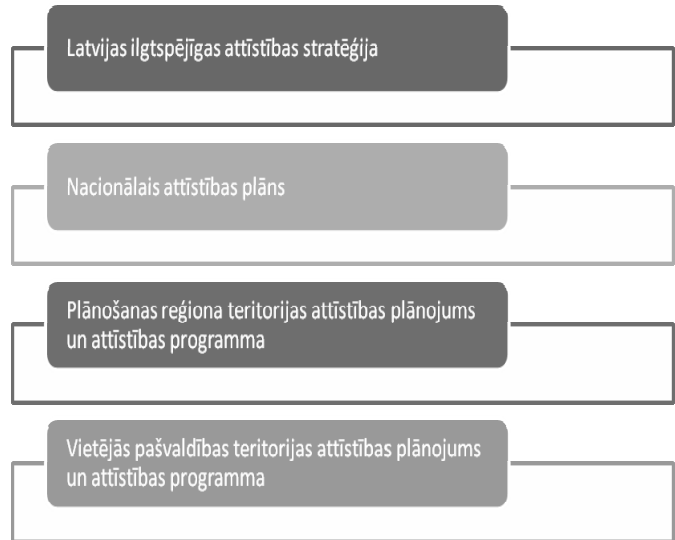 Latvijas ilgtspējīgas attīstības stratēģija
Nacionālais attīstības plāns
Plānošanas reģiona teritorijas attīstības plānojums
un attīstības programma
Vietējās pašvaldības teritorijas attīstības plānojums
un attīstības programma